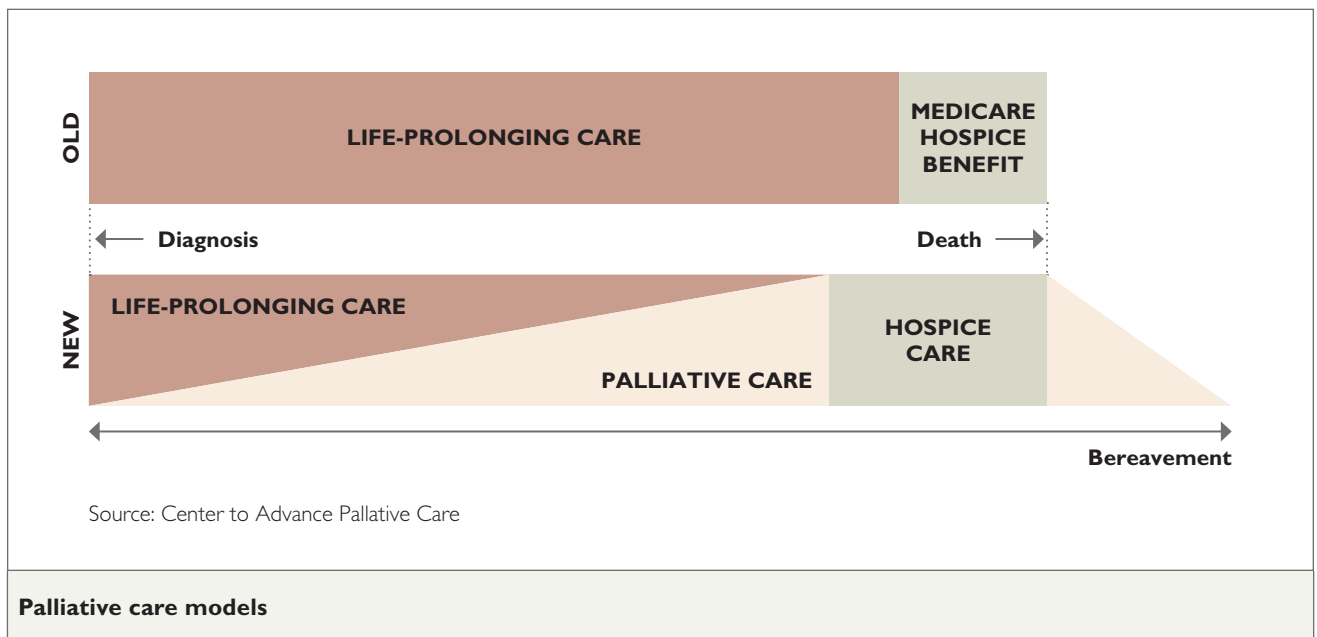 OLD
LIFE-PROLONGING CARE
MEDICARE
HOSPICE
BENEFIT
Diagnosis
Death
NEW
LIFE-PROLONGING CARE
PALLIATIVE CARE
HOSPICE
CARE
Bereavement
Source: Center to Advance Pallative Care
Palliative care models